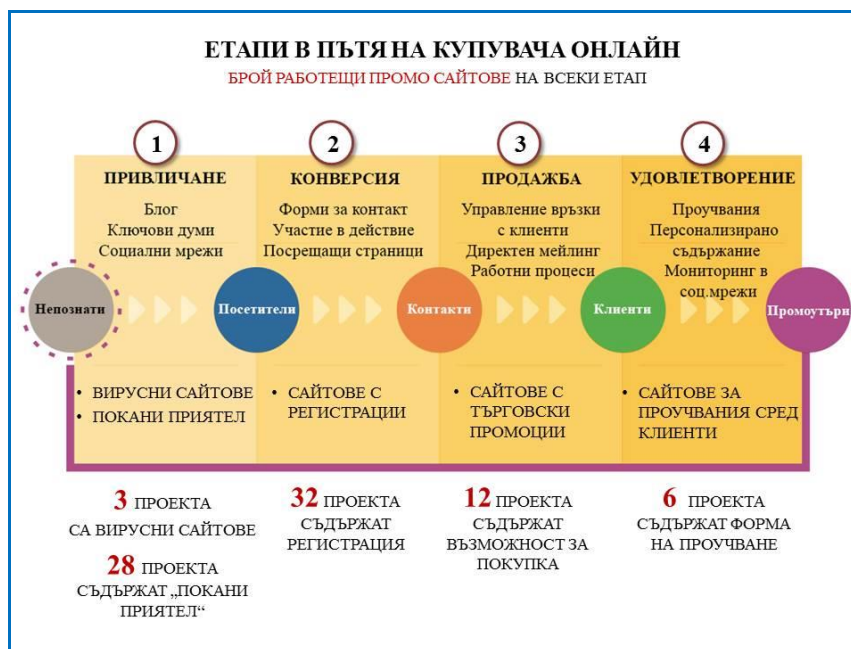 ЕТАПИ В ПЪТЯ НА КУПУВАЧА ОНЛАЙН
БРОЙ РАБОТЕЩИ ПРОМО САЙТОВЕ НА ВСЕКИ ЕТАП
1
ПРИВЛИЧАНЕ
Блог
Ключови думи
Социални мрежи
2
КОНВЕРСИЯ
Форми за контакт
Участие в действие
Посрещащи страници
3
ПРОДАЖБА
Управление връзки
с клиенти
Директен мейлинг
Работни процеси
4
УДОВЛЕТВОРЕНИЕ
Проучвания
Персонализирано
съдържание
Мониторинг в
соц.мрежи
Непознати
Посетители
Контакти
Клиенти
Промоутъри
• ВИРУСНИ САЙТОВЕ
• ПОКАНИ ПРИЯТЕЛ
• САЙТОВЕ С
РЕГИСТРАЦИИ
• САЙТОВЕ С
ТЪРГОВСКИ
ПРОМОЦИИ
• САЙТОВЕ ЗА
ПРОУЧВАНИЯ СРЕД
КЛИЕНТИ
3 ПРОЕКТА
СА ВИРУСНИ САЙТОВЕ
28 ПРОЕКТА
СЪДЪРЖАТ „ПОКАНИ
ПРИЯТЕЛ“
32 ПРОЕКТА
СЪДЪРЖАТ
РЕГИСТРАЦИЯ
12 ПРОЕКТА
СЪДЪРЖАТ
ВЪЗМОЖНОСТ ЗА
ПОКУПКА
6 ПРОЕКТА
СЪДЪРЖАТ ФОРМА
НА ПРОУЧВАНЕ